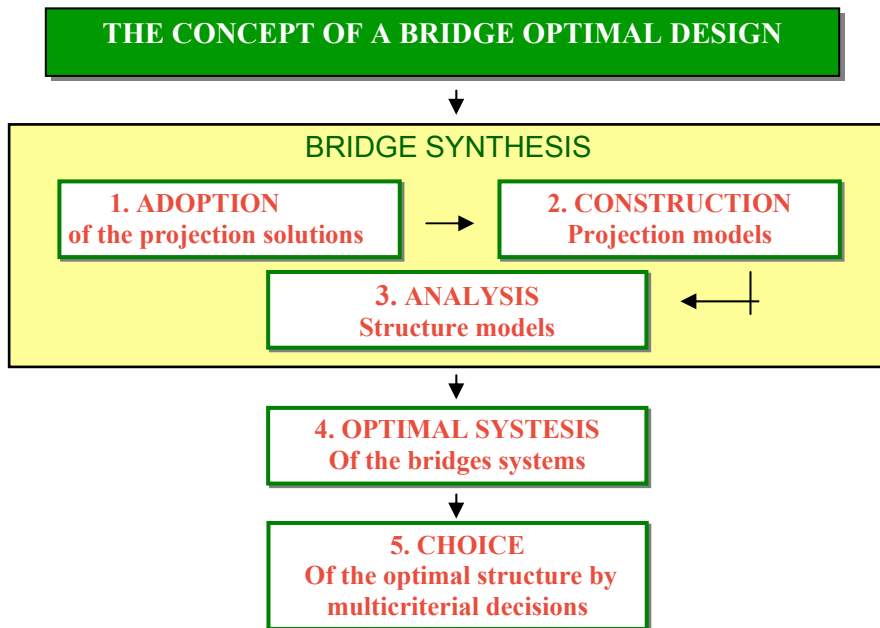 THE CONCEPT OF A BRIDGE OPTIMAL DESIGN
BRIDGE SYNTHESIS
1. ADOPTION
of the projection solutions
2. CONSTRUCTION
Projection models
3. ANALYSIS
Structure models
4. OPTIMAL SYSTESIS
Of the bridges systems
5. CHOICE
Of the optimal structure by
multicriterial decisions